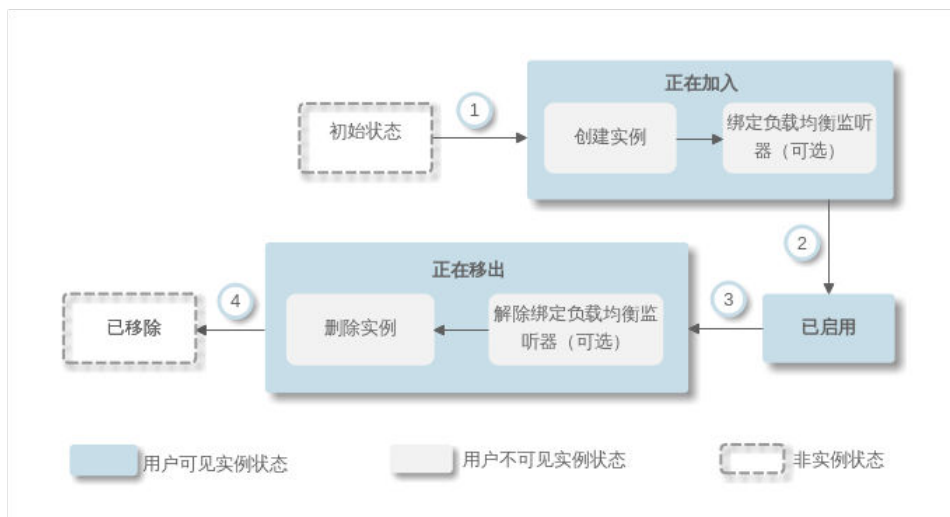 正在加入
初始状态
1
创建实例
绑定负载均衡监听
器（可选）
2
正在移出
已移除
4
删除实例
解除绑定负载均衡监
听器（可选）
3
已启用
用户可见实例状态
用户不可见实例状态
非实例状态